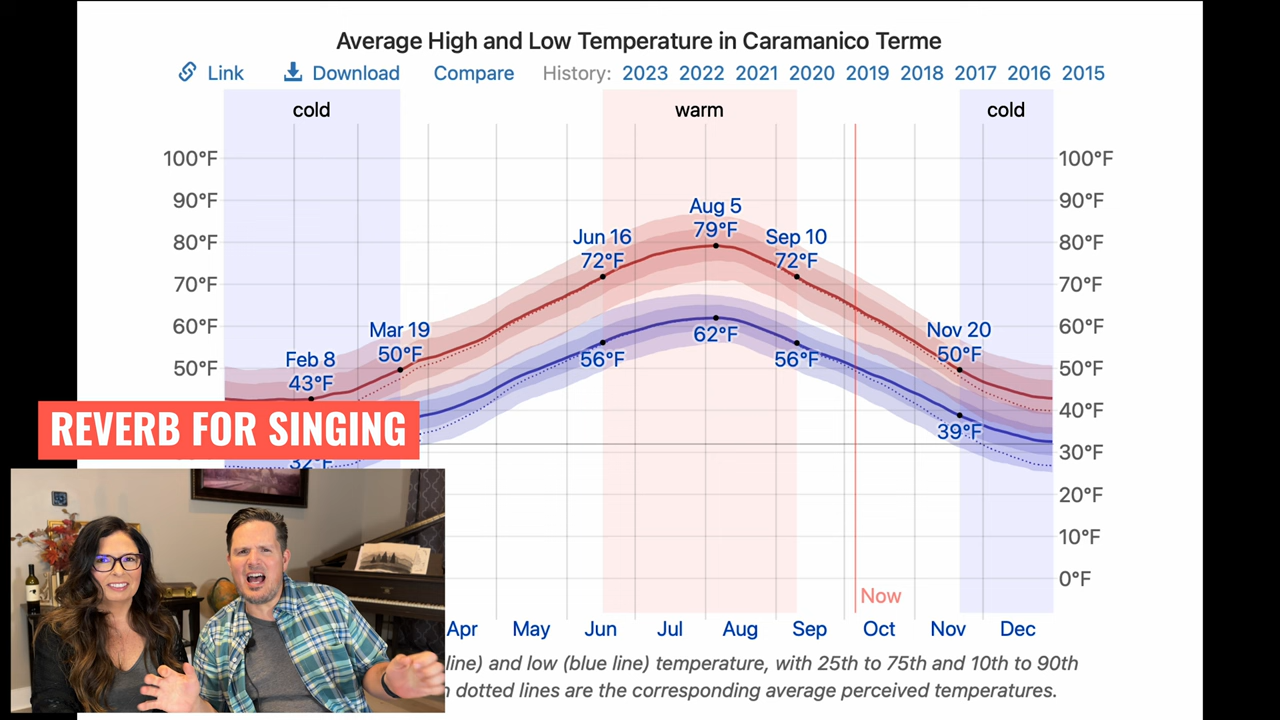 Average High and Low Temperature in Caramanico Terme
Link Download Compare History: 2023 2022 2021 2020 2019 2018 2017 2016 2015
cold warm cold
100°F 100°F
90°F 90°F
Aug 5
79°F
80°F 80°F
Jun 16 Sep 10
72°F 72°F
70°F 70°F
60°F 60°F
62°F
Mar 19 Nov 20
50°F 50°F
56°F 56°F
50°F 50°F
Feb 8
43°F
40°F
REVERB FOR SINGING
39°F
32°F
30°F
20°F
10°F
0°F
Now
Apr May Jun Jul Aug Sep Oct Nov Dec
line) and low (blue line) temperature, with 25th to 75th and 10th to 90th
dotted lines are the corresponding average perceived temperatures.